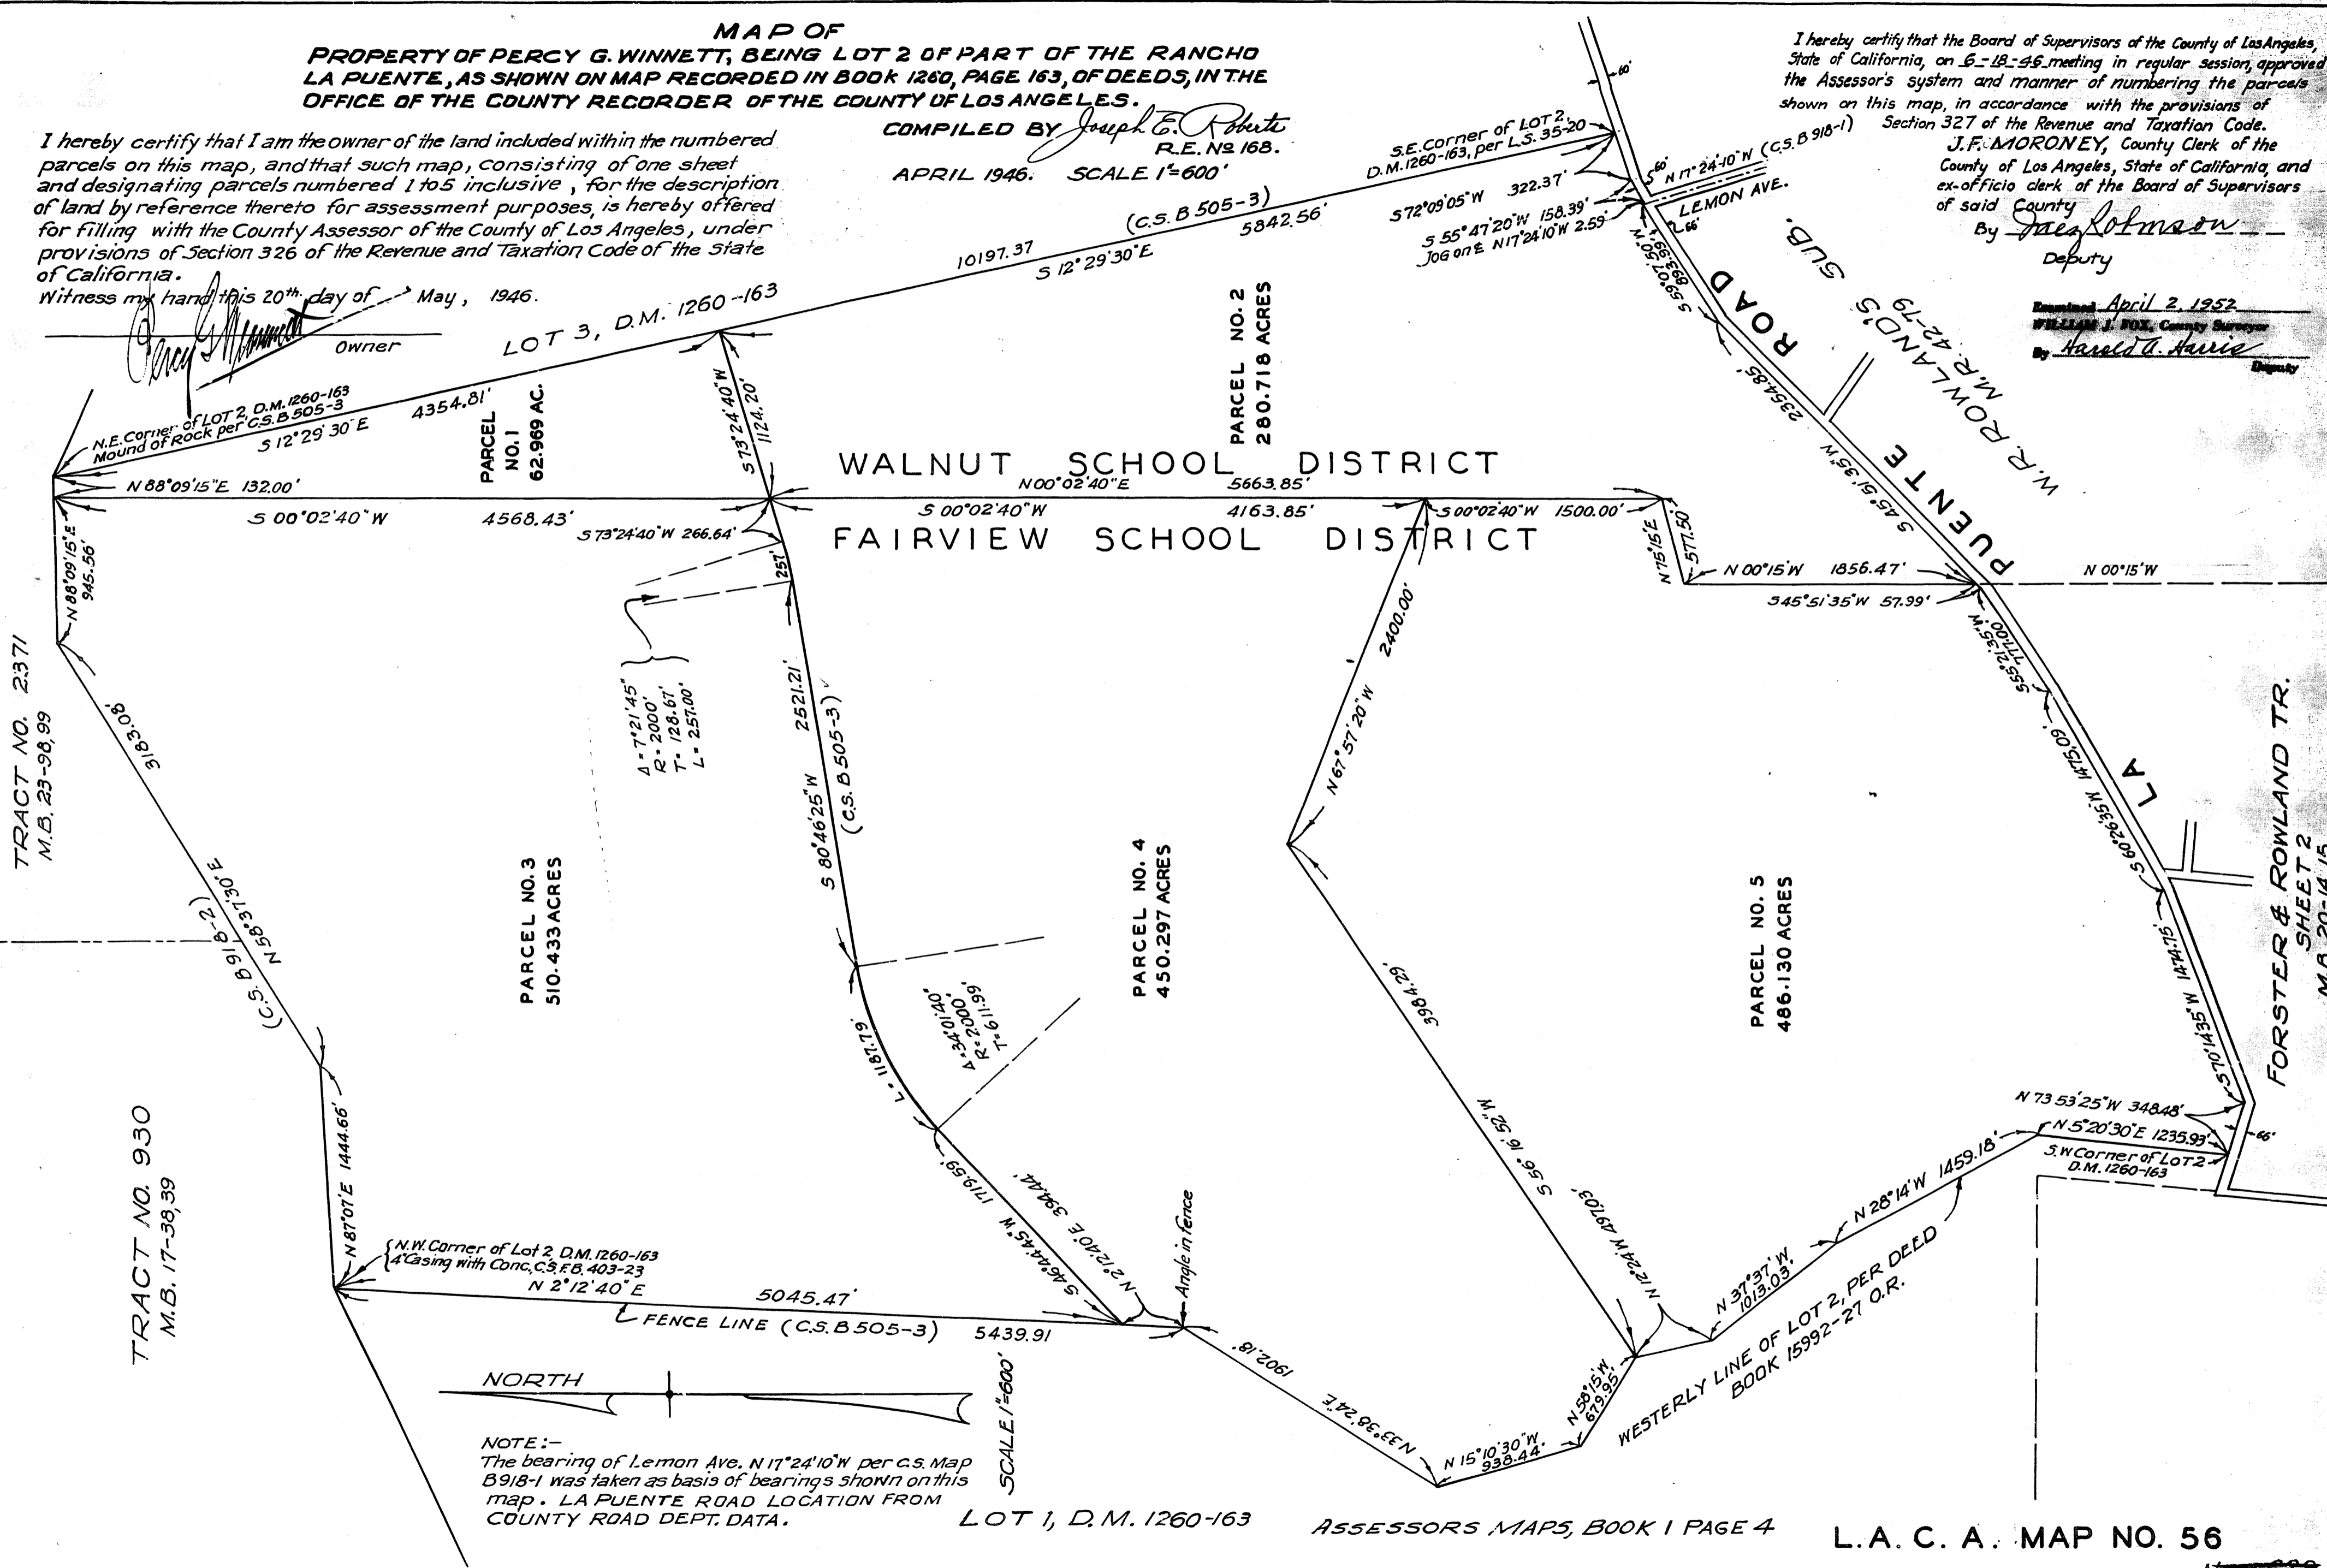 MAP OF
PROPERTY OF PERCY G. WINNETT, BEING LOT 2 OF PART OF THE RANCHO
LA PUENTE, AS SHOWN ON MAP RECORDED IN BOOK 1260, PAGE 163, OF DEEDS, IN THE
OFFICE OF THE COUNTY RECORDER OF THE COUNTY OF LOS ANGELES.
COMPILED BY Joseph E. Roberts
R.E. Nº 168.
APRIL 1946. SCALE 1"=600'
I hereby certify that I am the owner of the land included within the numbered
parcels on this map, and that such map, consisting of one sheet
and designating parcels numbered 1 to 5 inclusive, for the description
of land by reference thereto for assessment purposes, is hereby offered
for filling with the County Assessor of the County of Los Angeles, under
provisions of Section 326 of the Revenue and Taxation Code of the State
of California.
Witness my hand this 20th. day of May, 1946.
Percy G Winnett
Owner
I hereby certify that the Board of Supervisors of the County of Los Angeles,
State of California, on 6-18-46 meeting in regular session, approved
the Assessor's system and manner of numbering the parcels
shown on this map, in accordance with the provisions of
Section 327 of the Revenue and Taxation Code.
J.F. MORONEY, County Clerk of the
County of Los Angeles, State of California, and
ex-officio clerk of the Board of Supervisors
of said County
By
Deputy
Examined April 2, 1952
WILLIAM J. FOX, County Surveyor
By Harold A. Harris
Deputy
60'
S.E. Corner of LOT 2,
D.M. 1260-163, per L.S. 35-20
S 72°09'05"W 322.37'
S 55°47'20"W 158.39'
Jog on ℄ N17°24'10"W 2.59'
60'
N 17°24'10"W (C.S. B 918-1)
LEMON AVE.
66'
S 59°07'50"W
893.99'
(C.S. B 505-3)
10197.37 5842.56'
S 12°29'30"E
LOT 3, D.M. 1260-163
N.E. Corner of LOT 2, D.M. 1260-163
Mound of Rock per C.S. B 505-3
4354.81'
S 12°29'30"E
PARCEL
NO. 1
62.969 AC.
S 73°24'40"W
1124.20'
PARCEL NO. 2
280.718 ACRES
W.R. ROWLAND'S SUB.
M.R. 42-79
LA PUENTE ROAD
2354.85'
S 45°51'35"W
WALNUT SCHOOL DISTRICT
N 88°09'15"E 132.00'
N 00°02'40"E 5663.85'
S 00°02'40"W 4568.43'
S 00°02'40"W 4163.85'
S 00°02'40"W 1500.00'
FAIRVIEW SCHOOL DISTRICT
S 73°24'40"W 266.64'
N 88°09'15"E
945.56'
257'
N 75°15'E
577.50'
N 00°15'W 1856.47'
N 00°15'W
S 45°51'35"W 57.99'
S 55°21'35"W
777.00'
TRACT NO. 2371
M.B. 23-98,99
3183.08'
N 58°37'30"E
(C.S. B 918-2)
Δ = 7°21'45"
R = 2000'
T = 128.67'
L = 257.00'
2521.21'
S 80°46'25"W
(C.S. B 505-3)
2400.00'
N 67°57'20"W
PARCEL NO. 3
510.433 ACRES
PARCEL NO. 4
450.297 ACRES
PARCEL NO. 5
486.130 ACRES
S 60°26'35"W 1475.09'
FORSTER & ROWLAND TR.
SHEET 2
M.R. 20-14,15
S 70°14'35"W 1474.75'
L = 1187.79'
Δ = 34°01'40"
R = 2000'
T = 611.99'
3984.29'
S 56°16'52"W
N 73 53'25"W 348.48'
N 5°20'30"E 1235.93'
66'
S.W Corner of LOT 2
D.M. 1260-163
TRACT NO. 930
M.B. 17-38,39
N 87°07'E 1444.66'
N.W. Corner of Lot 2, D.M. 1260-163
4" Casing with Conc., C.S.F.B. 403-23
N 2°12'40"E 5045.47'
FENCE LINE (C.S. B 505-3) 5439.91
1719.59'
S 46°44'45"W
N 2°12'40"E 394.44'
Angle in fence
N 12°24'W 497.03'
N 28°14'W 1459.18'
N 37°37'W
1013.03'
WESTERLY LINE OF LOT 2, PER DEED
BOOK 15992-27 O.R.
1902.18'
N 33°38'24"E
N 58°15'W
679.95'
N 15°10'30"W
938.44'
NORTH
SCALE 1"=600'
NOTE:-
The bearing of Lemon Ave. N 17°24'10"W per C.S. Map
B918-1 was taken as basis of bearings shown on this
map. LA PUENTE ROAD LOCATION FROM
COUNTY ROAD DEPT. DATA.
LOT 1, D.M. 1260-163
ASSESSORS MAPS, BOOK 1 PAGE 4
L.A.C.A. MAP NO. 56